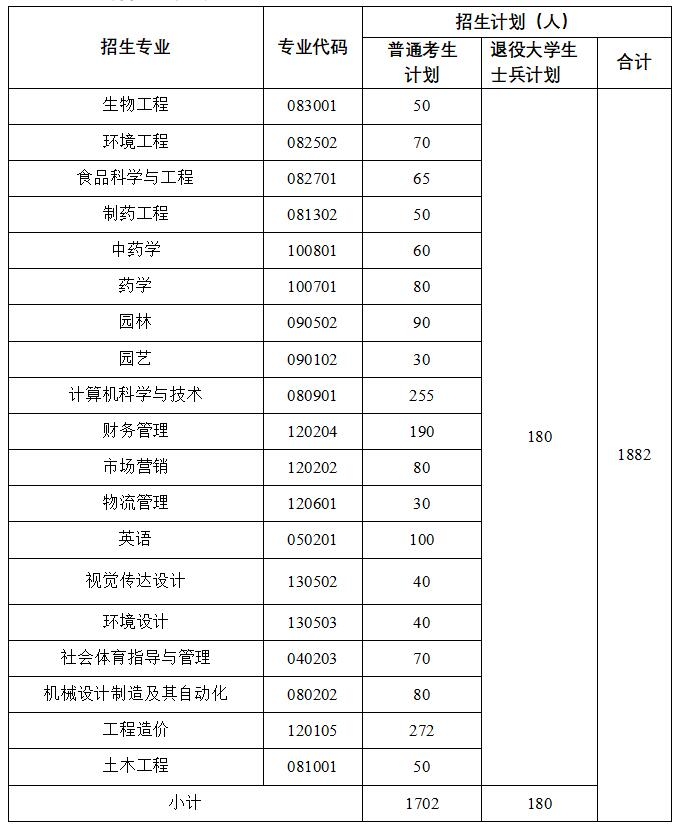 招生专业 专业代码 招生计划（人）
普通考生 退役大学生 合计
计划 士兵计划
生物工程 083001 50
环境工程 082502 70
食品科学与工程 082701 65
制药工程 081302 50
中药学 100801 60
药学 100701 80
园林 090502 90
园艺 090102 30
计算机科学与技术 080901 255
财务管理 120204 190
180
1882
市场营销 120202 80
物流管理 120601 30
英语 050201 100
视觉传达设计 130502 40
环境设计 130503 40
社会体育指导与管理 040203 70
机械设计制造及其自动化 080202 80
工程造价 120105 272
土木工程 081001 50
小计 1702 180